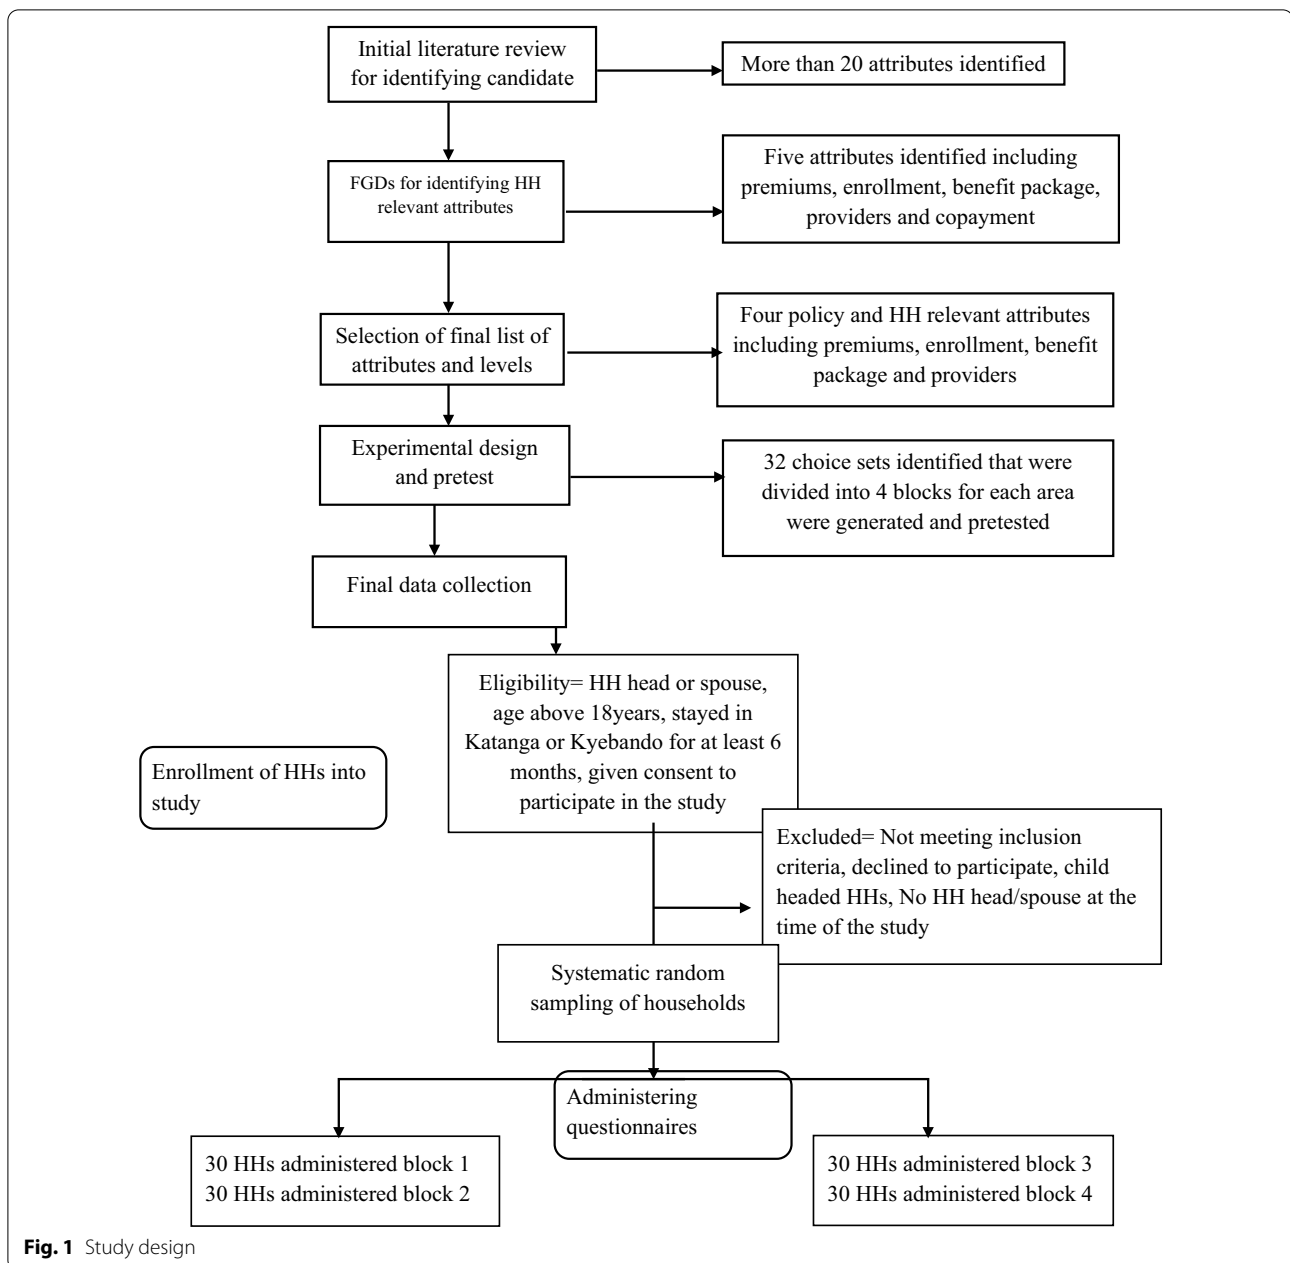 Initial literature review
for identifying candidate
More than 20 attributes identified
FGDs for identifying HH
relevant attributes
Five attributes identified including
premiums, enrollment, benefit package,
providers and copayment
Selection of final list of
attributes and levels
Four policy and HH relevant attributes
including premiums, enrollment, benefit
package and providers
Experimental design
and pretest
32 choice sets identified that were
divided into 4 blocks for each area
were generated and pretested
Final data collection
Eligibility= HH head or spouse,
age above 18years, stayed in
Katanga or Kyebando for at least 6
months, given consent to
participate in the study
Enrollment of HHs into
study
Excluded= Not meeting inclusion
criteria, declined to participate, child
headed HHs, No HH head/spouse at the
time of the study
Systematic random
sampling of households
Administering
questionnaires
30 HHs administered block 1
30 HHs administered block 2
30 HHs administered block 3
30 HHs administered block 4
Fig. 1 Study design